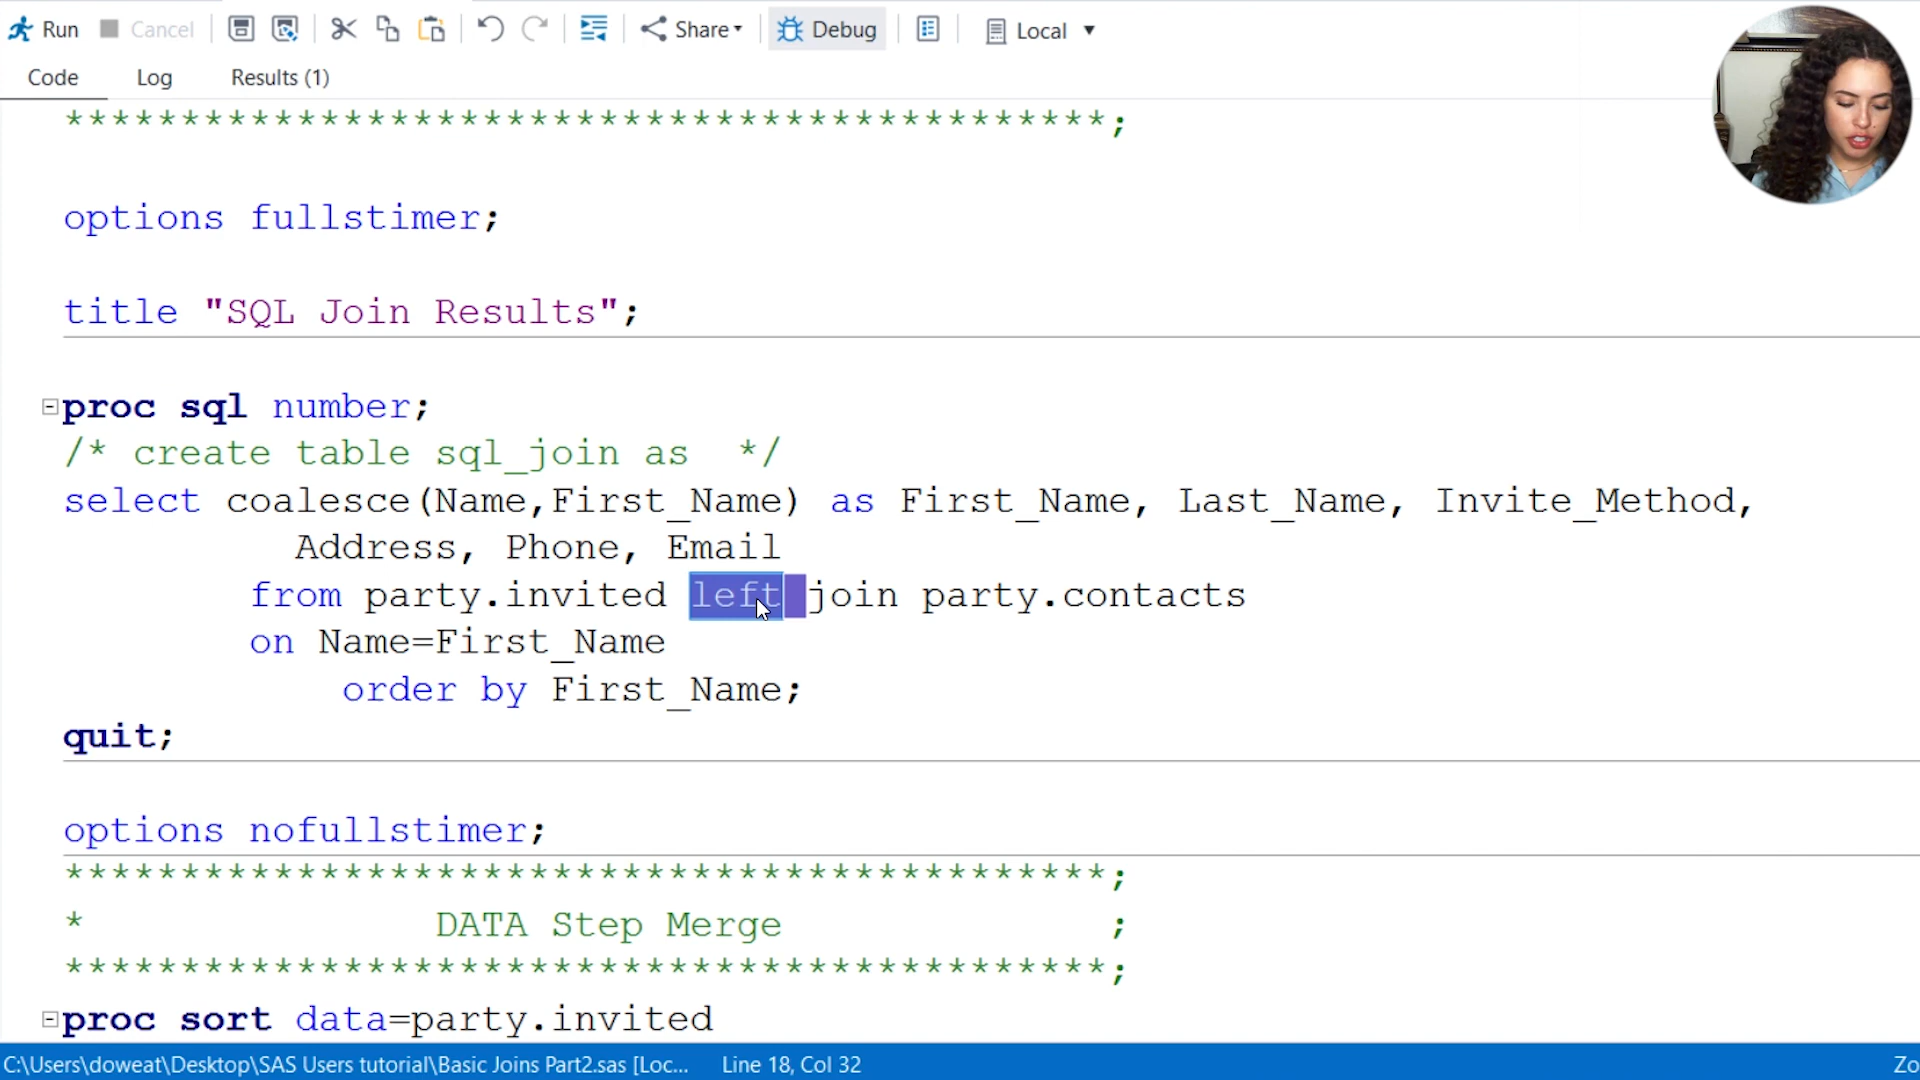 Run Cancel Share Debug Local
Code Log Results (1)
*********************************************;
options fullstimer;
title "SQL Join Results";
proc sql number;
/* create table sql_join as  */
select coalesce(Name,First_Name) as First_Name, Last_Name, Invite_Method,
Address, Phone, Email
from party.invited left join party.contacts
on Name=First_Name
order by First_Name;
quit;
options nofullstimer;
*********************************************;
* DATA Step Merge ;
*********************************************;
proc sort data=party.invited
C:\Users\doweat\Desktop\SAS Users tutorial\Basic Joins Part2.sas [Loc... Line 18, Col 32 Zo